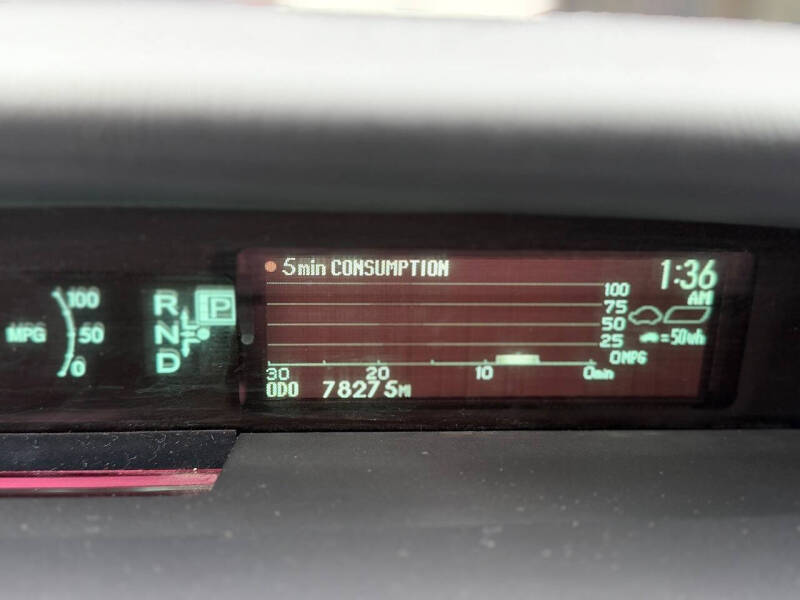 5min CONSUMPTION
1:36
AM
100
75
50
25
0MPG
=50Wh
30
20
10
0min
ODO 78275MI
MPG
100
50
0
R
N
D
P